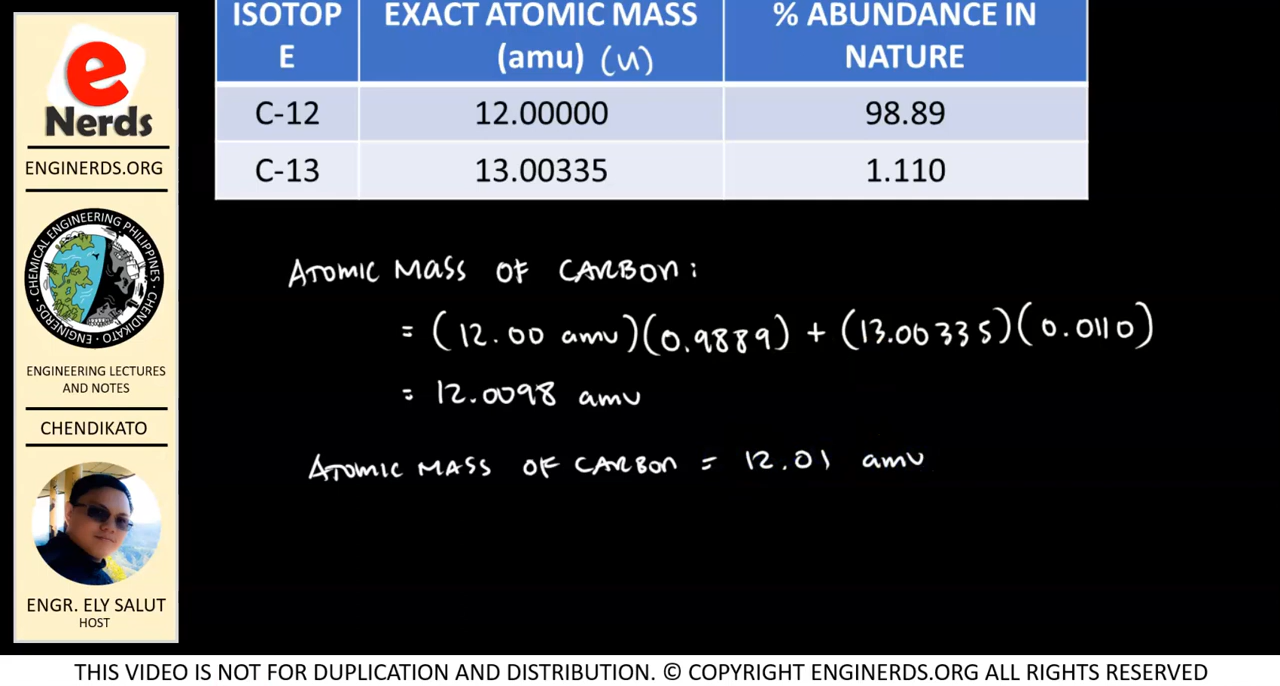 e
Nerds
ENGINERDS.ORG
CHEMICAL ENGINEERING PHILIPPINES · CHENDIKATO · ENGINERDS ·
ENGINEERING LECTURES
AND NOTES
CHENDIKATO
ENGR. ELY SALUT
HOST
ISOTOP
E
EXACT ATOMIC MASS
(amu) (u)
% ABUNDANCE IN
NATURE
C-12 12.00000 98.89
C-13 13.00335 1.110
ATOMIC MASS OF CARBON:
= (12.00 amu)(0.9889) + (13.00335)(0.0110)
= 12.0098 amu
ATOMIC MASS OF CARBON = 12.01 amu
THIS VIDEO IS NOT FOR DUPLICATION AND DISTRIBUTION. © COPYRIGHT ENGINERDS.ORG ALL RIGHTS RESERVED